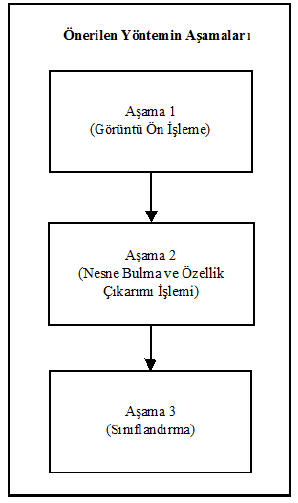 Önerilen Yöntemin Aşamaları
Aşama 1
(Görüntü Ön İşleme)
Aşama 2
(Nesne Bulma ve Özellik
Çıkarımı İşlemi)
Aşama 3
(Sınıflandırma)